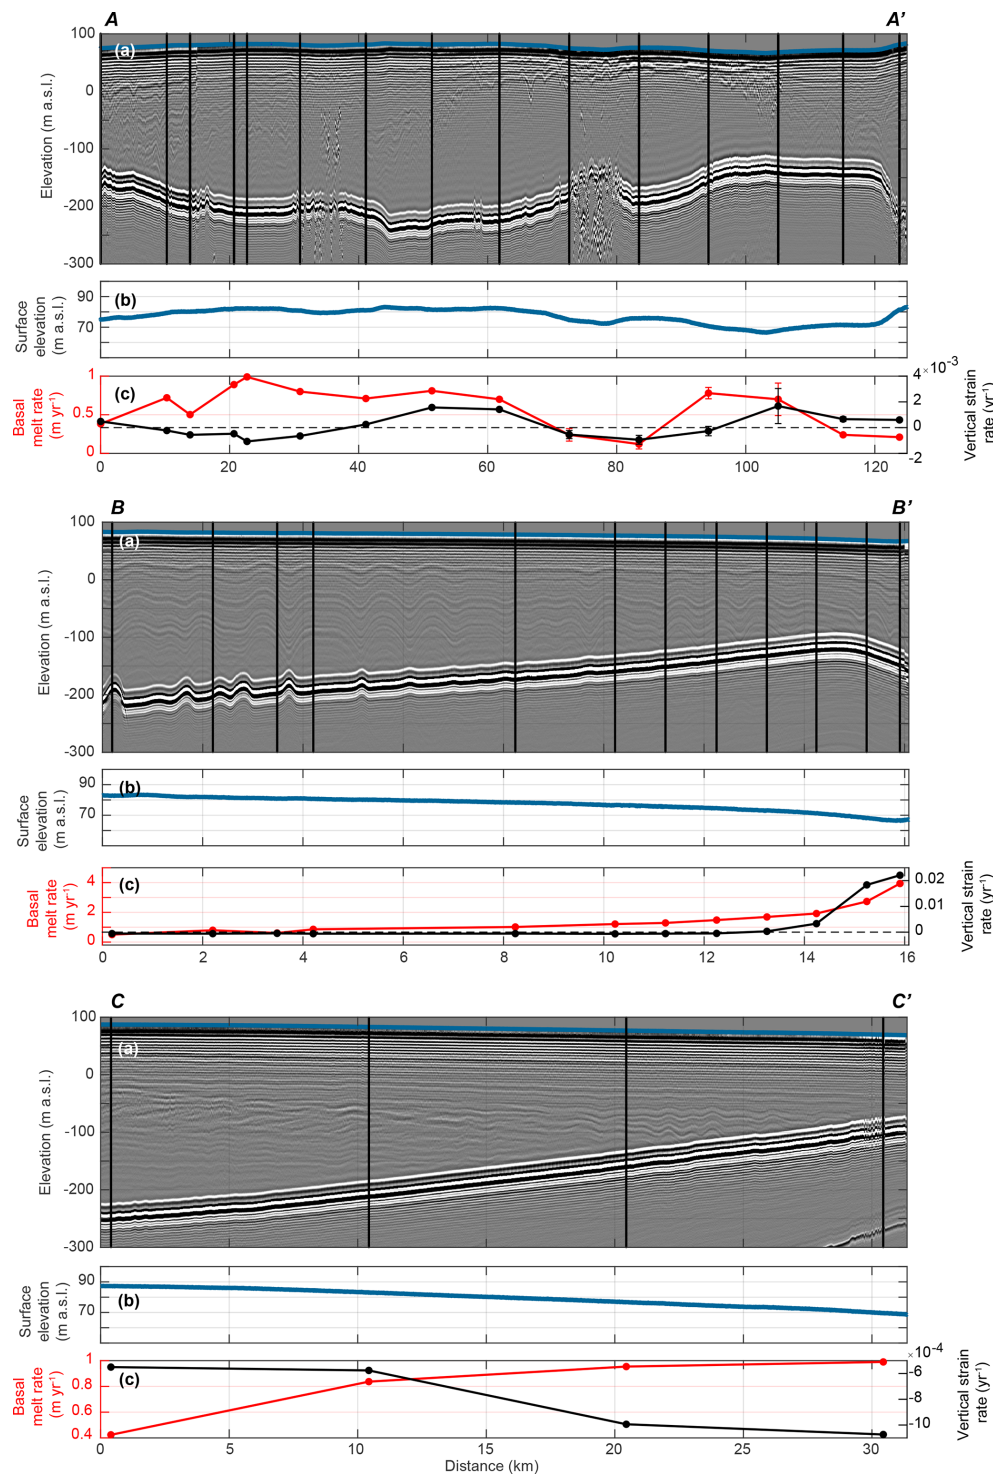 A A’
(a)
100
0
-100
-200
-300
Elevation (m a.s.l.)
(b)
90
70
Surface
elevation
(m a.s.l.)
(c)
1
0.5
0
Basal
melt rate
(m yr⁻¹)
4 ×10⁻³
2
0
-2
Vertical strain
rate (yr⁻¹)
0 20 40 60 80 100 120
B B’
(a)
100
0
-100
-200
-300
Elevation (m a.s.l.)
(b)
90
70
Surface
elevation
(m a.s.l.)
(c)
4
2
0
Basal
melt rate
(m yr⁻¹)
0.02
0.01
0
Vertical strain
rate (yr⁻¹)
0 2 4 6 8 10 12 14 16
C C’
(a)
100
0
-100
-200
-300
Elevation (m a.s.l.)
(b)
90
70
Surface
elevation
(m a.s.l.)
(c)
1
0.8
0.6
0.4
Basal
melt rate
(m yr⁻¹)
×10⁻⁴
-6
-8
-10
Vertical strain
rate (yr⁻¹)
0 5 10 15 20 25 30
Distance (km)